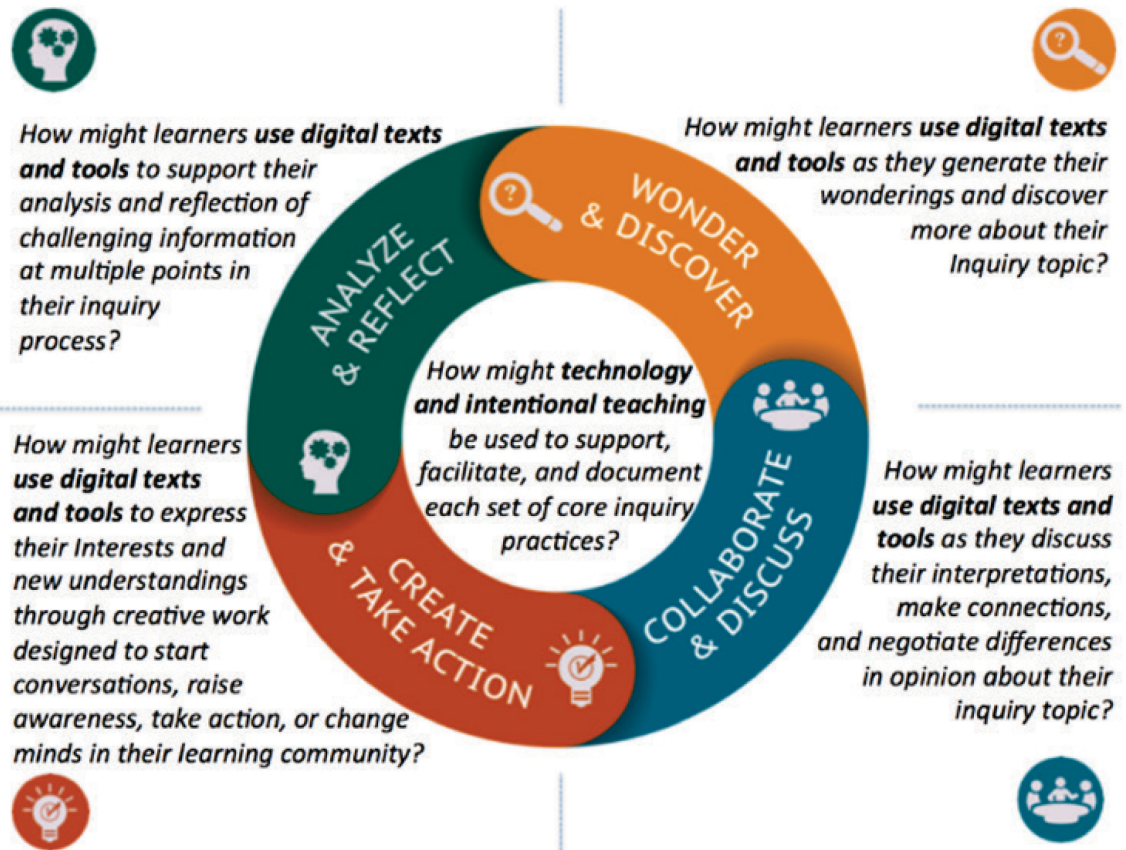 How might learners use digital texts
and tools to support their
analysis and reflection of
challenging information
at multiple points in
their inquiry
process?
How might learners use digital texts
and tools as they generate their
wonderings and discover
more about their
Inquiry topic?
ANALYZE
& REFLECT
WONDER
& DISCOVER
How might technology
and intentional teaching
be used to support,
facilitate, and document
each set of core inquiry
practices?
COLLABORATE
& DISCUSS
CREATE
& TAKE ACTION
How might learners
use digital texts
and tools to express
their Interests and
new understandings
through creative work
designed to start
conversations, raise
awareness, take action, or change
minds in their learning community?
How might learners
use digital texts and
tools as they discuss
their interpretations,
make connections,
and negotiate differences
in opinion about their
inquiry topic?
?
?